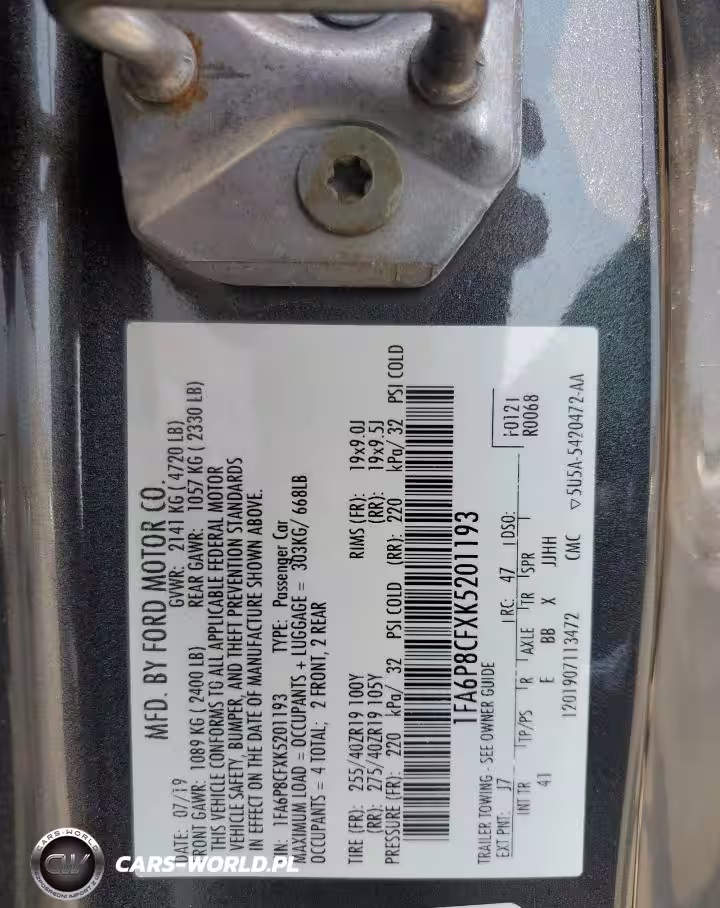 MFD. BY FORD MOTOR CO.
DATE: 07/19 GVWR: 2141 KG ( 4720 LB)
FRONT GAWR: 1089 KG ( 2400 LB) REAR GAWR: 1057 KG ( 2330 LB)
THIS VEHICLE CONFORMS TO ALL APPLICABLE FEDERAL MOTOR
VEHICLE SAFETY, BUMPER, AND THEFT PREVENTION STANDARDS
IN EFFECT ON THE DATE OF MANUFACTURE SHOWN ABOVE.
VIN: 1FA6P8CFXK5201193 TYPE: Passenger Car
MAXIMUM LOAD = OCCUPANTS + LUGGAGE = 303KG/ 668LB
OCCUPANTS = 4 TOTAL; 2 FRONT, 2 REAR
TIRE (FR): 255/40ZR19 100Y RIMS (FR): 19x9.0J
(RR): 275/40ZR19 105Y (RR): 19x9.5J
PRESSURE (FR): 220 kPa/ 32 PSI COLD (RR): 220 kPa/ 32 PSI COLD
1FA6P8CFXK5201193
TRAILER TOWING - SEE OWNER GUIDE
EXT PNT: J7 RC: 47 DSO: F0121
R0068
INT TR TP/PS R AXLE TR SPR
41 E BB X JJHH
1201907113472 CMC ▽5U5A-5420472-AA
CARS-WORLD
CW
CARS-WORLD.PL